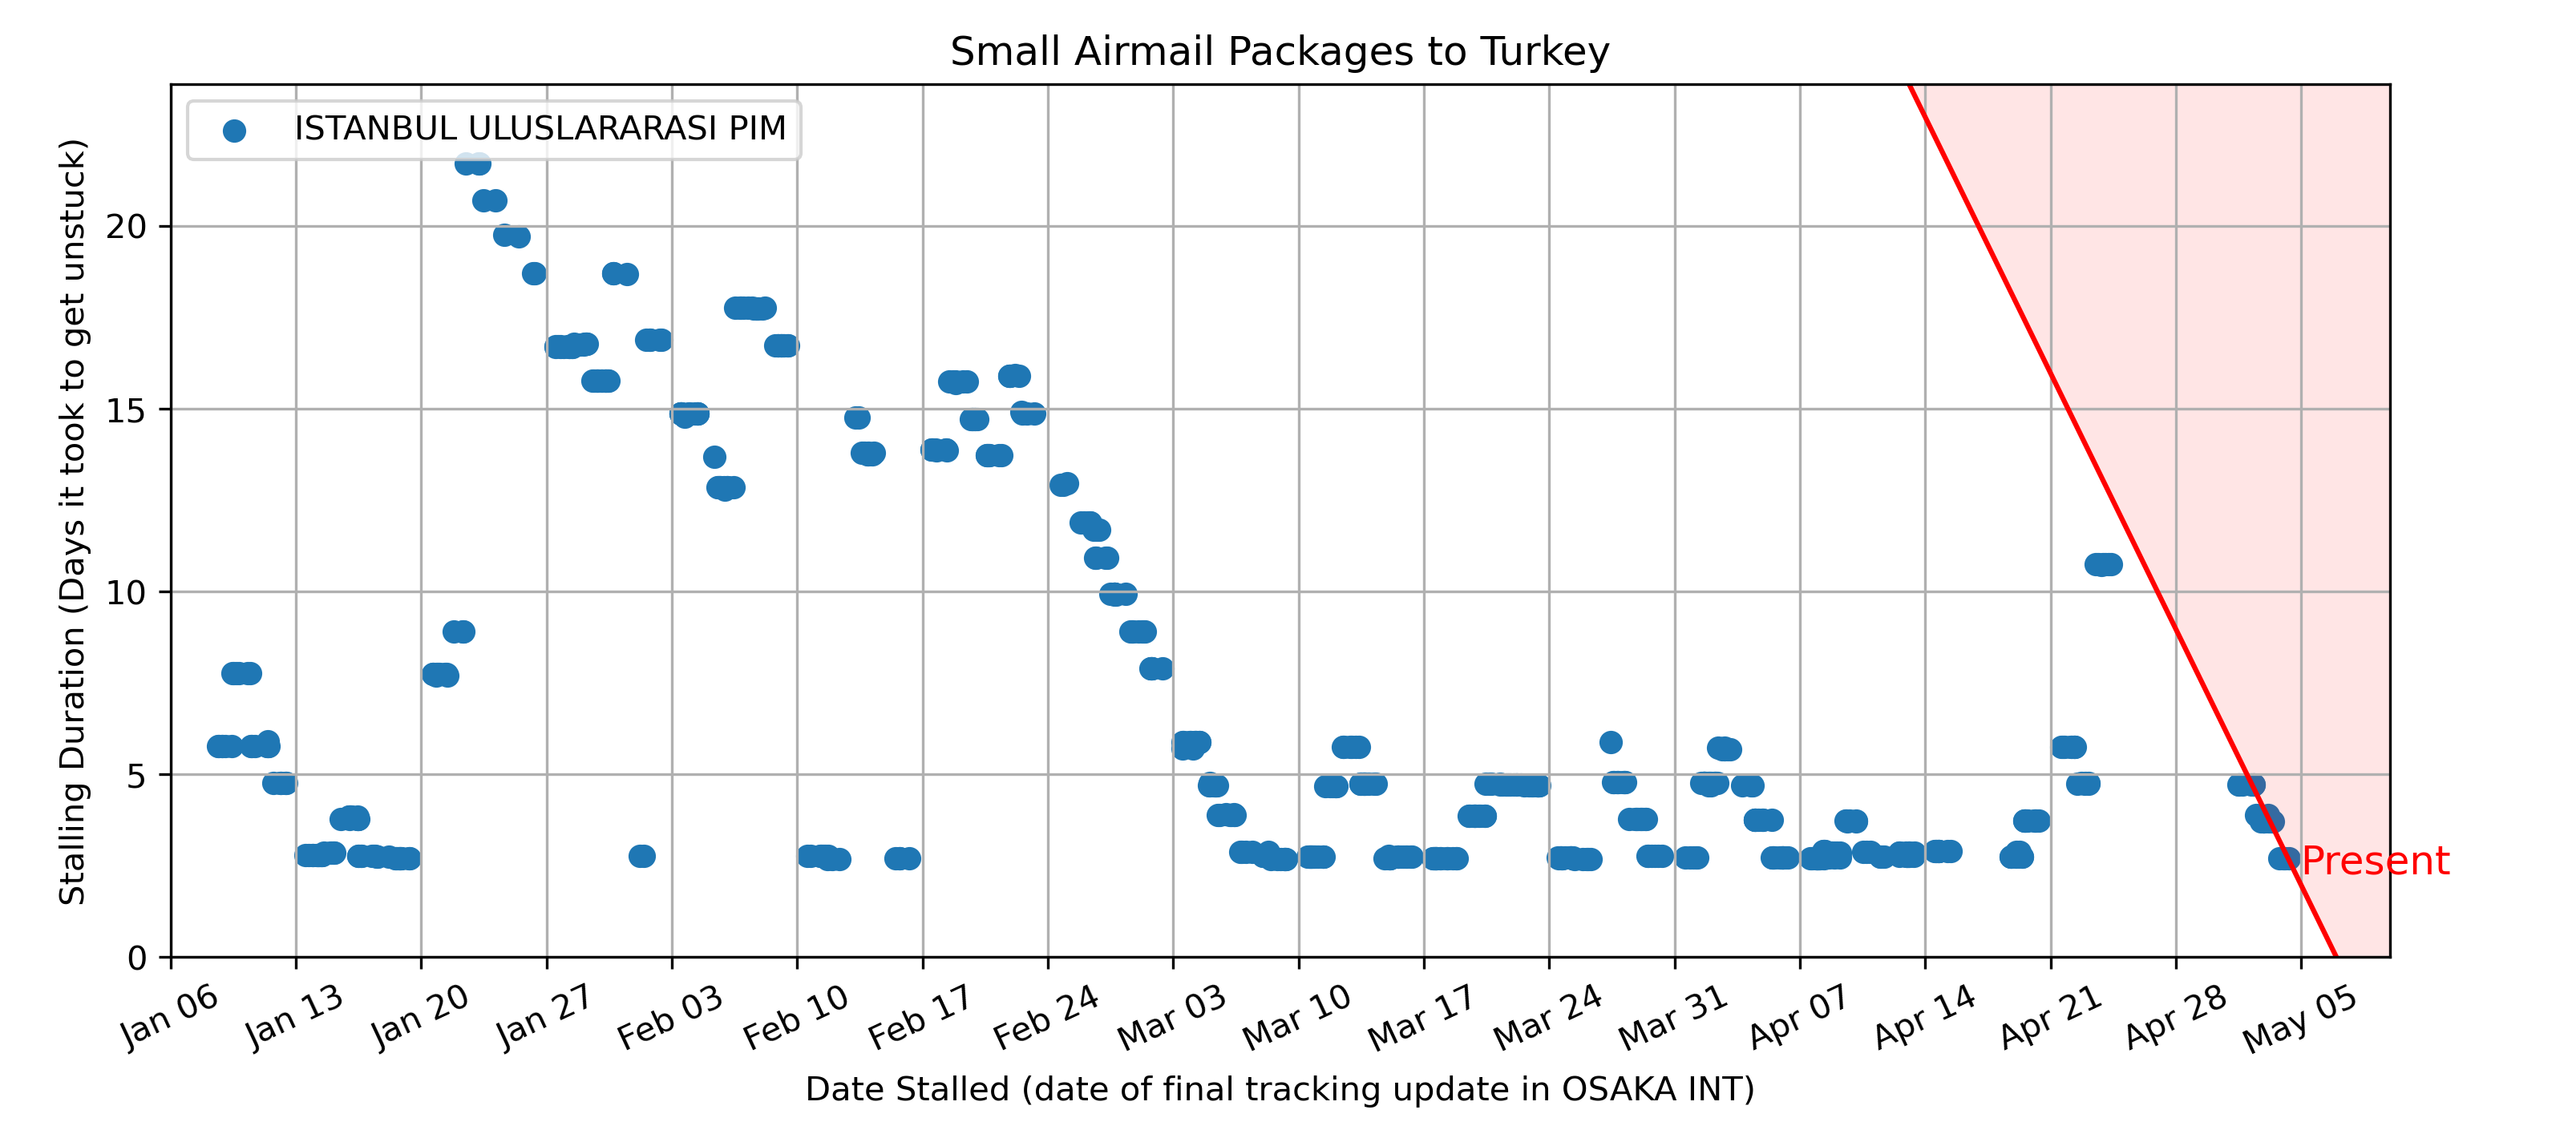 Small Airmail Packages to Turkey
ISTANBUL ULUSLARARASI PIM
Stalling Duration (Days it took to get unstuck)
20
15
10
5
0
Present
Jan 06
Jan 13
Jan 20
Jan 27
Feb 03
Feb 10
Feb 17
Feb 24
Mar 03
Mar 10
Mar 17
Mar 24
Mar 31
Apr 07
Apr 14
Apr 21
Apr 28
May 05
Date Stalled (date of final tracking update in OSAKA INT)